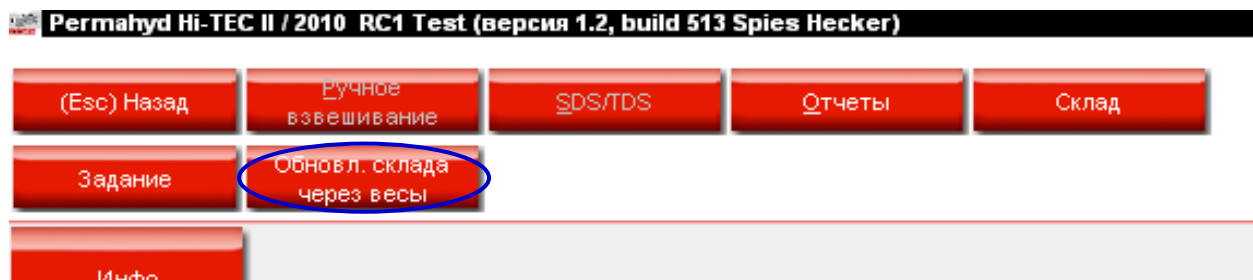 Permahyd Hi-TEC II / 2010 RC1 Test (версия 1.2, build 513 Spies Hecker)
(Esc) Назад
Ручное
взвешивание
SDS/TDS
Отчеты
Склад
Задание
Обновл. склада
через весы
Инфо